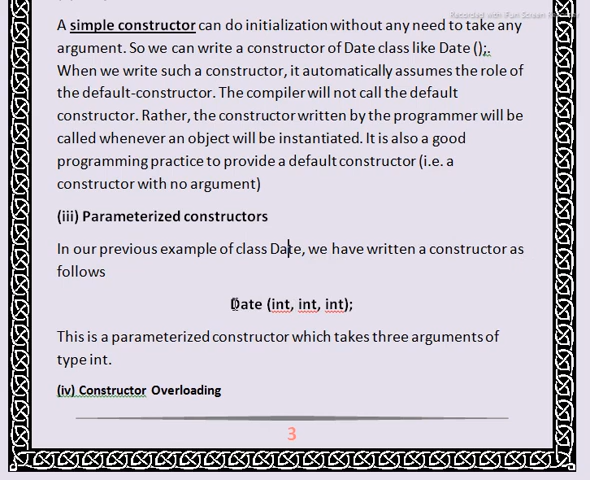 Recorded with iFun Screen
A simple constructor can do initialization without any need to take any
argument. So we can write a constructor of Date class like Date ();.
When we write such a constructor, it automatically assumes the role of
the default-constructor. The compiler will not call the default
constructor. Rather, the constructor written by the programmer will be
called whenever an object will be instantiated. It is also a good
programming practice to provide a default constructor (i.e. a
constructor with no argument)
(iii) Parameterized constructors
In our previous example of class Date, we have written a constructor as
follows
Date (int, int, int);
This is a parameterized constructor which takes three arguments of
type int.
(iv) Constructor Overloading
3